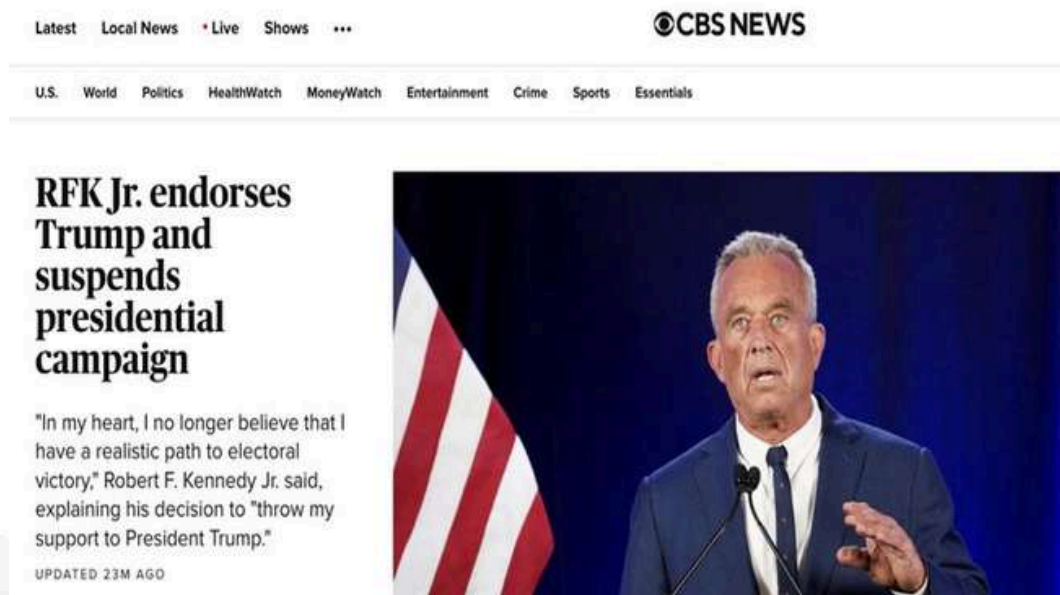 Latest Local News • Live Shows •••
CBS NEWS
U.S. World Politics HealthWatch MoneyWatch Entertainment Crime Sports Essentials
RFK Jr. endorses
Trump and
suspends
presidential
campaign
"In my heart, I no longer believe that I
have a realistic path to electoral
victory," Robert F. Kennedy Jr. said,
explaining his decision to "throw my
support to President Trump."
UPDATED 23M AGO